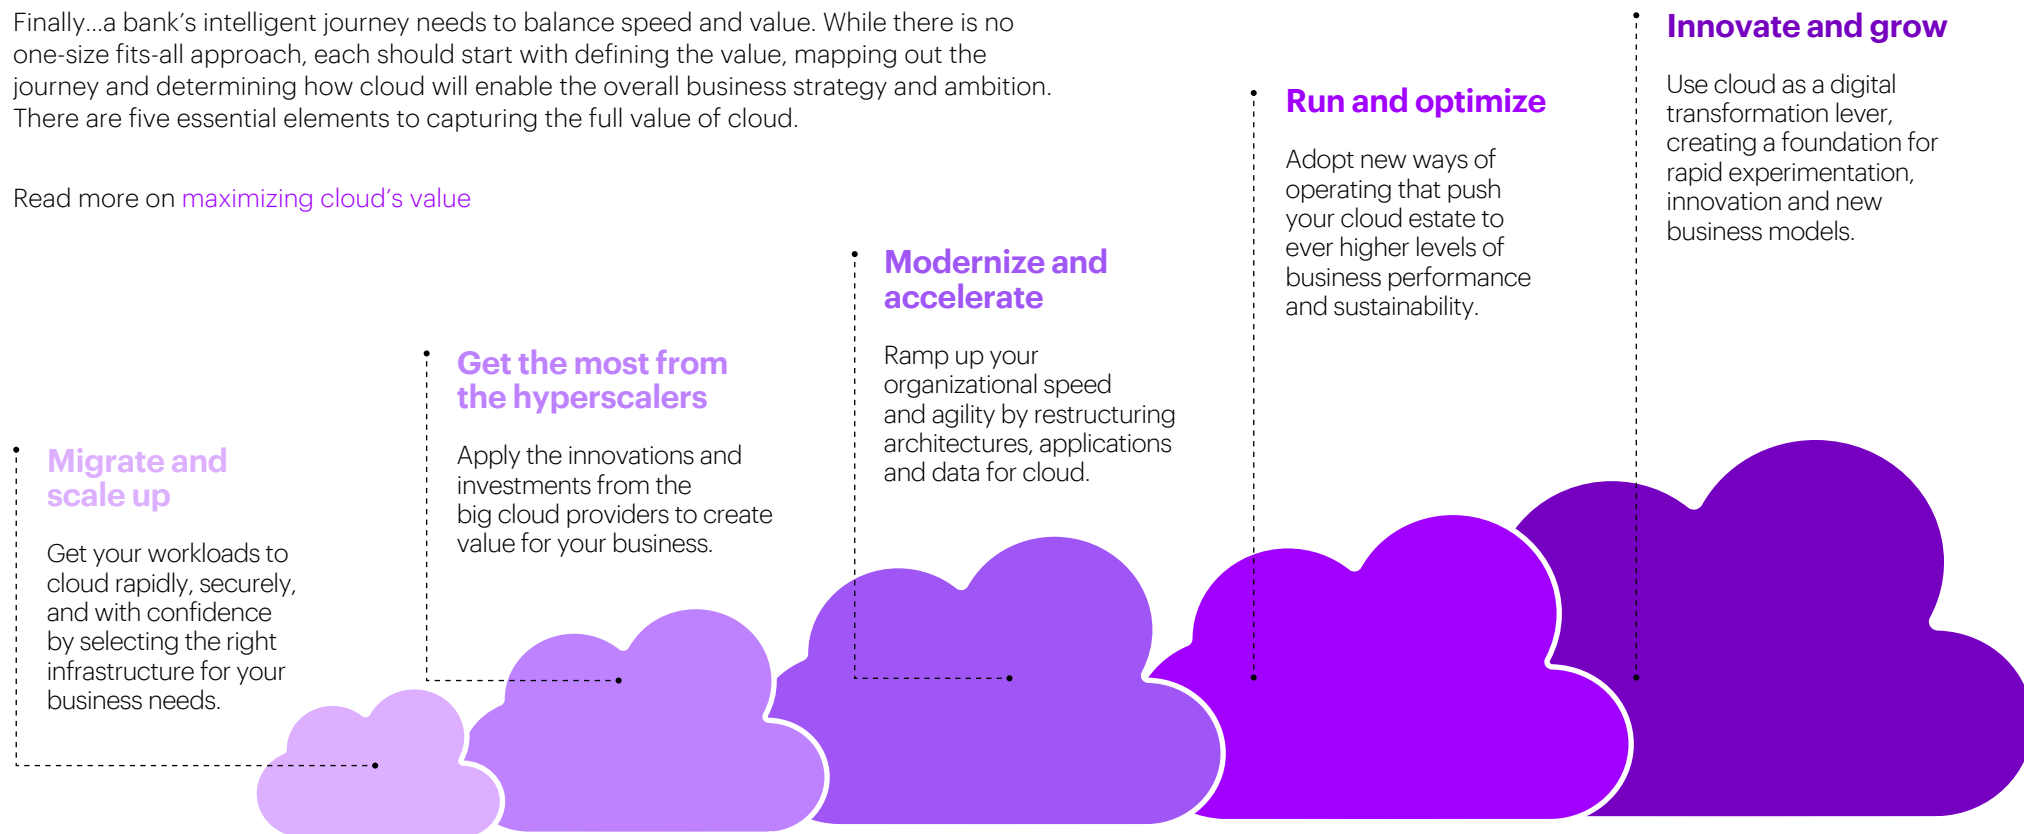 Finally...a bank’s intelligent journey needs to balance speed and value. While there is no
one-size fits-all approach, each should start with defining the value, mapping out the
journey and determining how cloud will enable the overall business strategy and ambition.
There are five essential elements to capturing the full value of cloud.
Read more on maximizing cloud’s value
Migrate and
scale up
Get your workloads to
cloud rapidly, securely,
and with confidence
by selecting the right
infrastructure for your
business needs.
Get the most from
the hyperscalers
Apply the innovations and
investments from the
big cloud providers to create
value for your business.
Modernize and
accelerate
Ramp up your
organizational speed
and agility by restructuring
architectures, applications
and data for cloud.
Run and optimize
Adopt new ways of
operating that push
your cloud estate to
ever higher levels of
business performance
and sustainability.
Innovate and grow
Use cloud as a digital
transformation lever,
creating a foundation for
rapid experimentation,
innovation and new
business models.